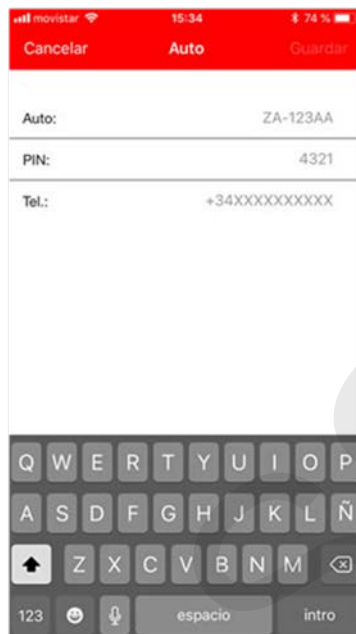 movistar 15:34 74 %
Cancelar Auto Guardar
Auto: ZA-123AA
PIN: 4321
Tel.: +34XXXXXXXXXX
Q W E R T Y U I O P
A S D F G H J K L Ñ
Z X C V B N M
123 espacio intro